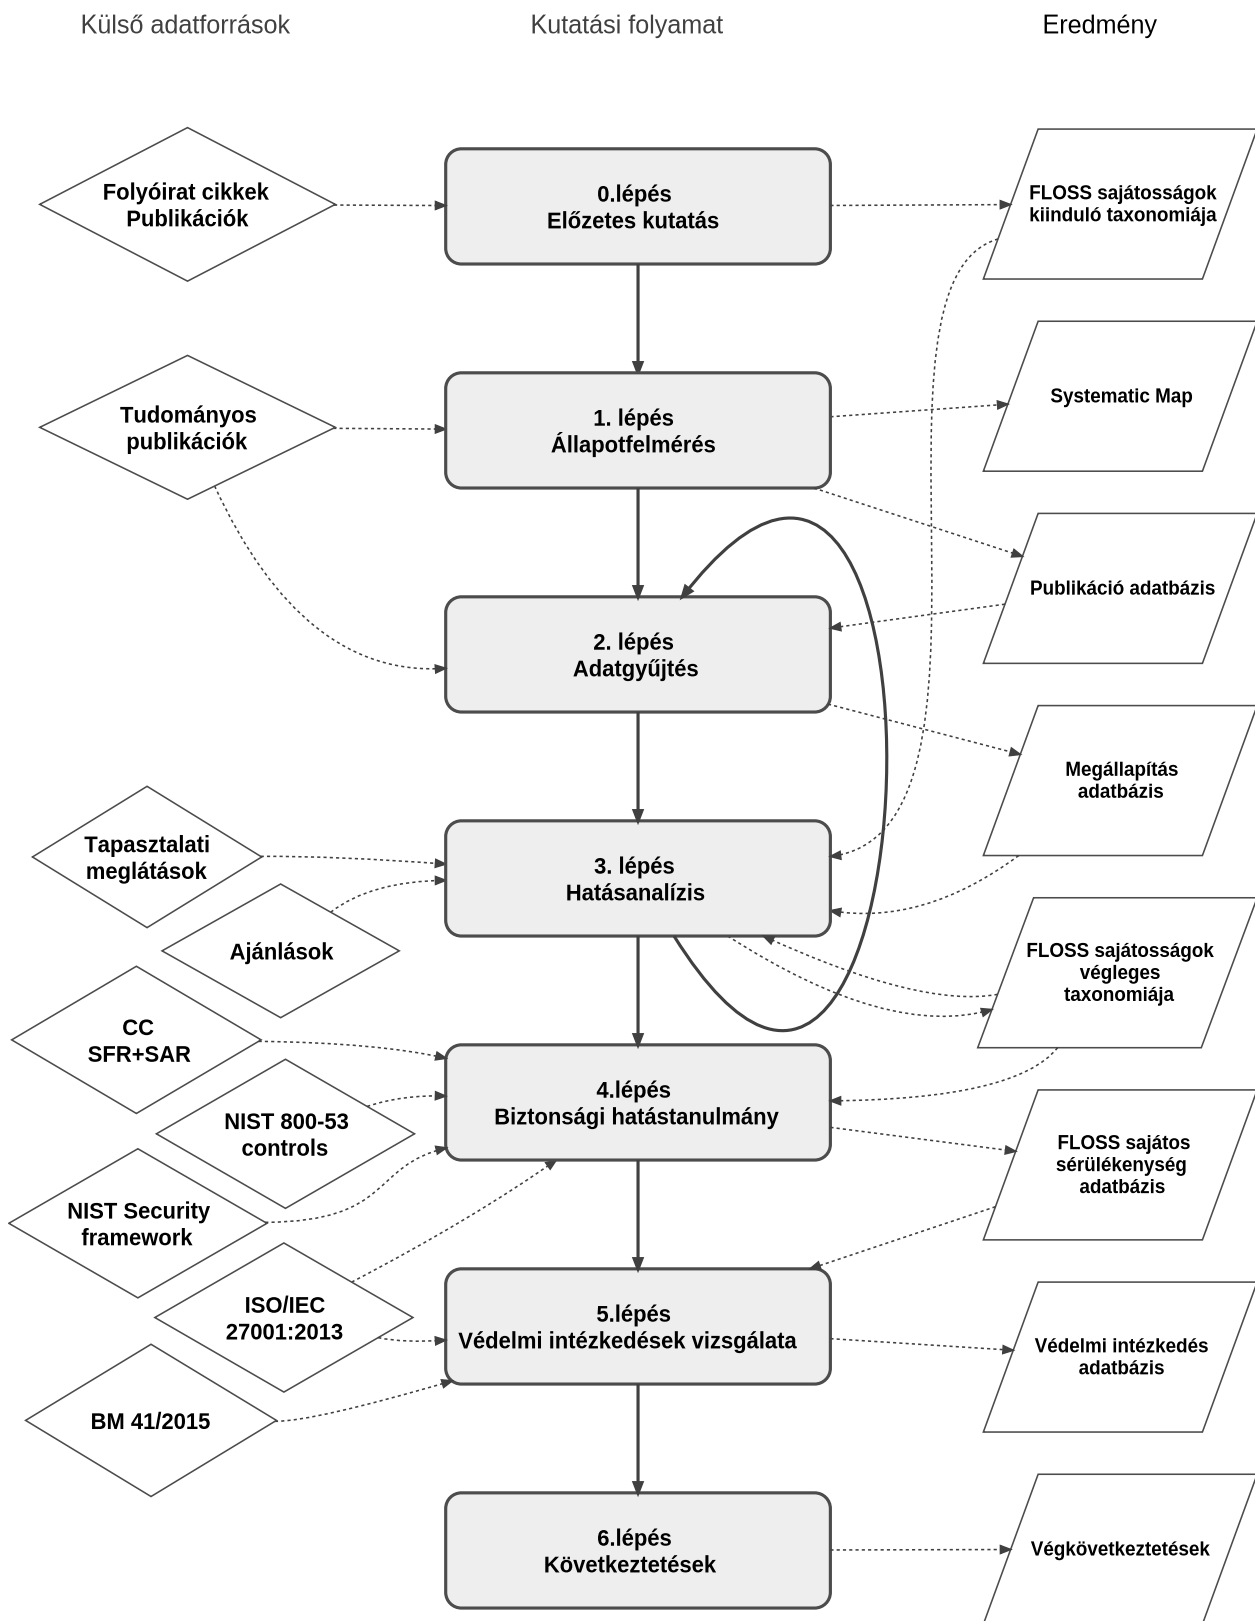 Külső adatforrások
Kutatási folyamat
Eredmény
Folyóirat cikkek
Publikációk
0.lépés
Előzetes kutatás
FLOSS sajátosságok
kiinduló taxonomiája
Tudományos
publikációk
1. lépés
Állapotfelmérés
Systematic Map
Publikáció adatbázis
2. lépés
Adatgyűjtés
Megállapítás
adatbázis
Tapasztalati
meglátások
3. lépés
Hatásanalízis
Ajánlások
FLOSS sajátosságok
végleges
taxonomiája
CC
SFR+SAR
4.lépés
Biztonsági hatástanulmány
NIST 800-53
controls
FLOSS sajátos
sérülékenység
adatbázis
NIST Security
framework
ISO/IEC
27001:2013
5.lépés
Védelmi intézkedések vizsgálata
Védelmi intézkedés
adatbázis
BM 41/2015
6.lépés
Következtetések
Végkövetkeztetések